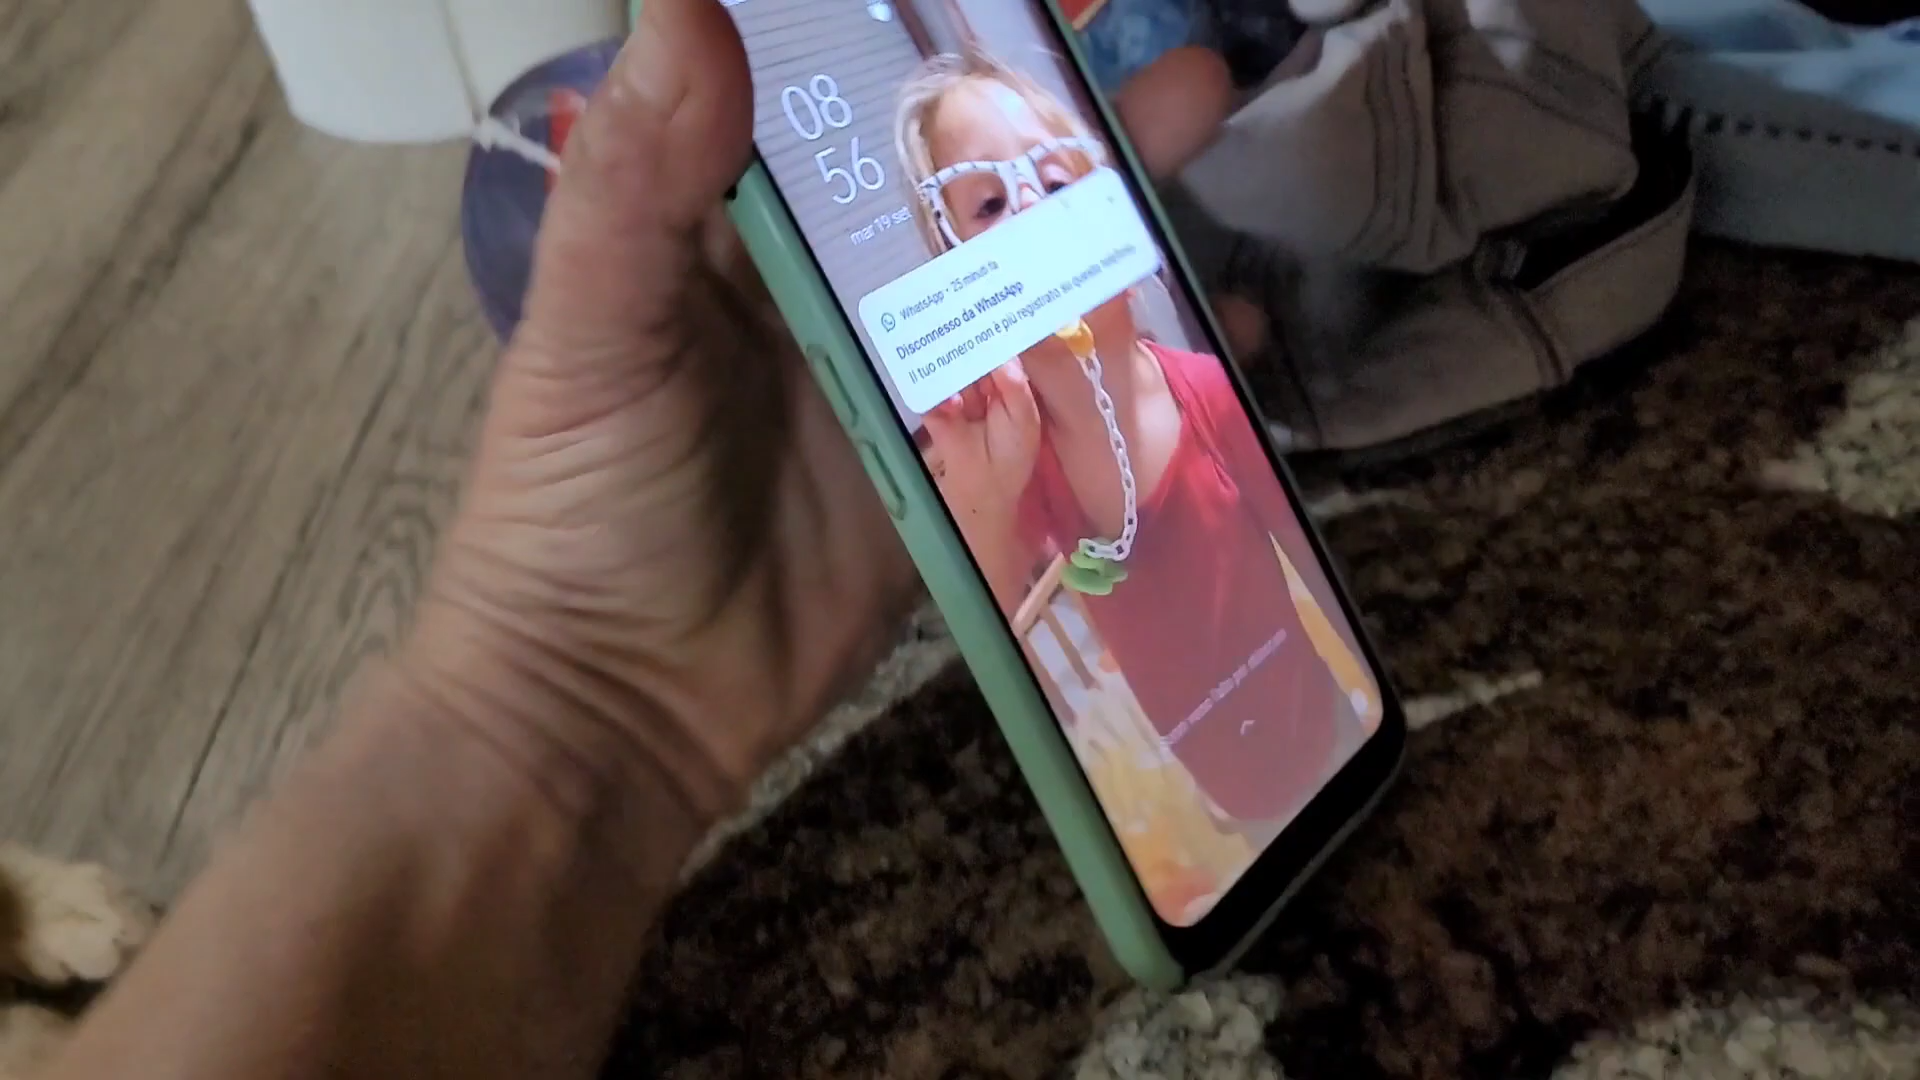 08
56
mar 19 set
WhatsApp • 25 minuti fa
Disconnesso da WhatsApp
Il tuo numero non è più registrato su questo telefono